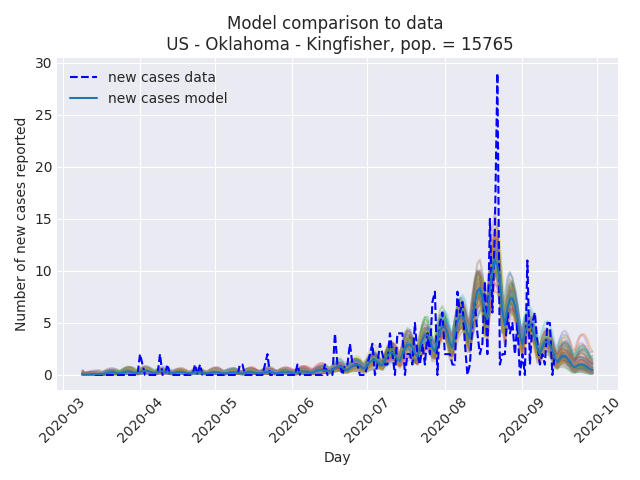 Model comparison to data
US - Oklahoma - Kingfisher, pop. = 15765
new cases data
new cases model
Number of new cases reported
30
25
20
15
10
5
0
2020-03
2020-04
2020-05
2020-06
2020-07
2020-08
2020-09
2020-10
Day